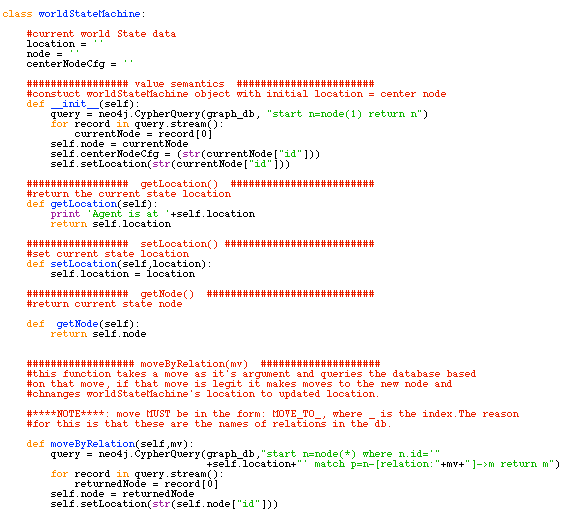 class worldStateMachine:
#current world State data
location = ''
node = ''
centerNodeCfg = ''
################# value semantics #######################
#constuct worldStateMachine object with initial location = center node
def __init__(self):
query = neo4j.CypherQuery(graph_db, "start n=node(1) return n")
for record in query.stream():
currentNode = record[0]
self.node = currentNode
self.centerNodeCfg = (str(currentNode["id"]))
self.setLocation(str(currentNode["id"]))
################# getLocation() ########################
#return the current state location
def getLocation(self):
print 'Agent is at '+self.location
return self.location
################# setLocation() #########################
#set current state location
def setLocation(self,location):
self.location = location
################# getNode() ############################
#return current state node
def getNode(self):
return self.node
################## moveByRelation(mv) ####################
#this function takes a move as it's argument and queries the database based
#on that move, if that move is legit it makes moves to the new node and
#chnanges worldStateMachine's location to updated location.
#****NOTE****: move MUST be in the form: MOVE_TO_, where _ is the index.The reason
#for this is that these are the names of relations in the db.
def moveByRelation(self,mv):
query = neo4j.CypherQuery(graph_db,"start n=node(*) where n.id='"
+self.location+"' match p=n-[relation:"+mv+"]->m return m")
for record in query.stream():
returnedNode = record[0]
self.node = returnedNode
self.setLocation(str(self.node["id"]))